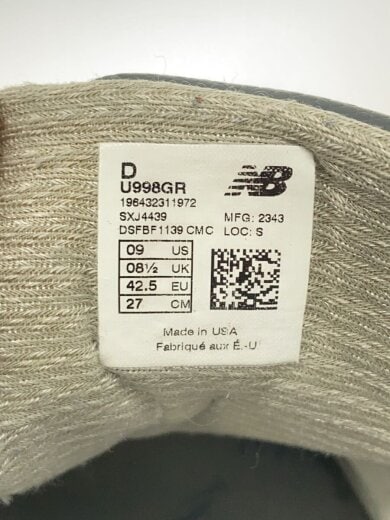 D
U998GR
196432311972
SXJ4439 MFG: 2343
DSFBF1139 CMC LOC: S
09 US
08½ UK
42.5 EU
27 CM
NB
Made in USA
Fabriqué aux É.-U